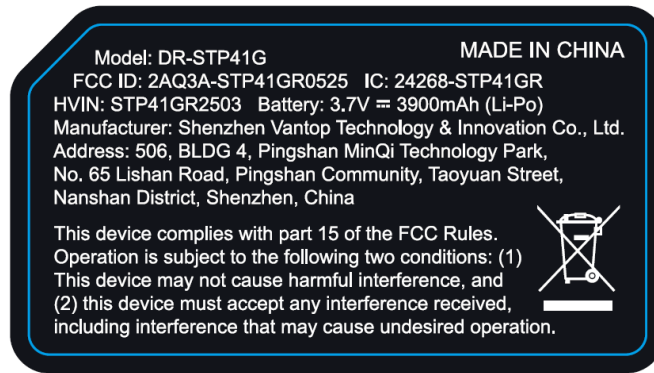 Model: DR-STP41G
MADE IN CHINA
FCC ID: 2AQ3A-STP41GR0525 IC: 24268-STP41GR
HVIN: STP41GR2503 Battery: 3.7V ⎓ 3900mAh (Li-Po)
Manufacturer: Shenzhen Vantop Technology & Innovation Co., Ltd.
Address: 506, BLDG 4, Pingshan MinQi Technology Park,
No. 65 Lishan Road, Pingshan Community, Taoyuan Street,
Nanshan District, Shenzhen, China
This device complies with part 15 of the FCC Rules.
Operation is subject to the following two conditions: (1)
This device may not cause harmful interference, and
(2) this device must accept any interference received,
including interference that may cause undesired operation.